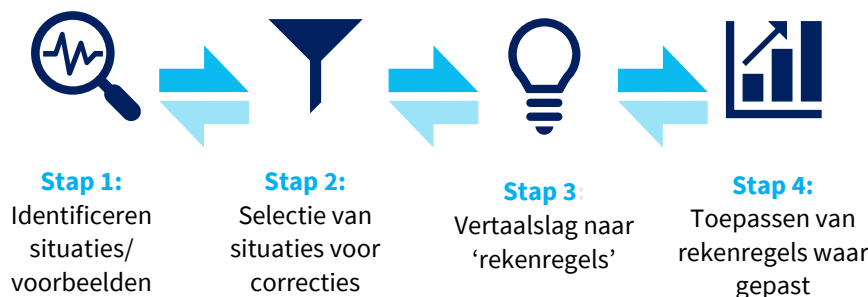 Stap 1:
Identificeren
situaties/
voorbeelden
Stap 2:
Selectie van
situaties voor
correcties
Stap 3:
Vertaalslag naar
‘rekenregels’
Stap 4:
Toepassen van
rekenregels waar
gepast